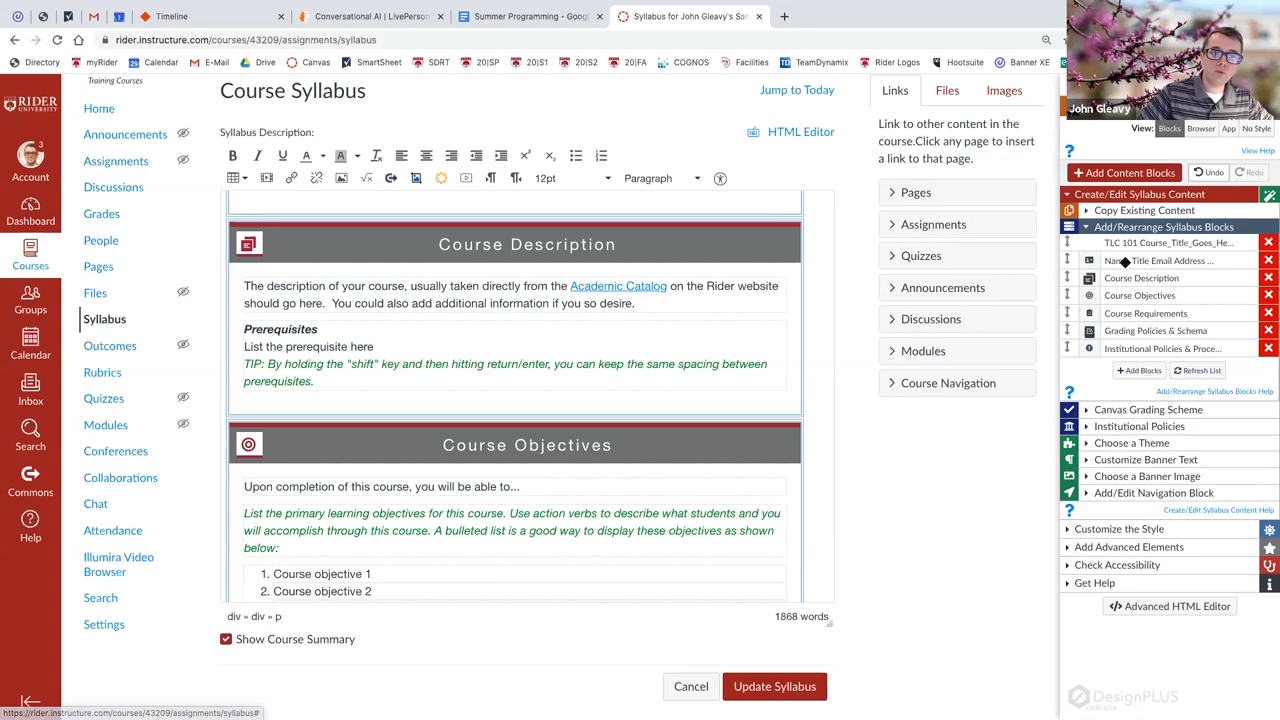 Timeline
Conversational AI | LivePerson
Summer Programming - Googl
Syllabus for John Gleavy's San
rider.instructure.com/courses/43209/assignments/syllabus
Directory
myRider
Calendar
E-Mail
Drive
Canvas
SmartSheet
SDRT
20|SP
20|S1
20|S2
20|FA
COGNOS
Facilities
TeamDynamix
Rider Logos
Hootsuite
Banner XE
John Gleavy
RIDER
UNIVERSITY
3
Account
Dashboard
Courses
Groups
Calendar
Inbox
Search
Commons
Help
Training Courses
Home
Announcements
Assignments
Discussions
Grades
People
Pages
Files
Syllabus
Outcomes
Rubrics
Quizzes
Modules
Conferences
Collaborations
Chat
Attendance
Illumira Video
Browser
Search
Settings
Course Syllabus
Jump to Today
Syllabus Description:
HTML Editor
12pt
Paragraph
Course Description
The description of your course, usually taken directly from the Academic Catalog on the Rider website
should go here. You could also add additional information if you so desire.
Prerequisites
List the prerequisite here
TIP: By holding the "shift" key and then hitting return/enter, you can keep the same spacing between
prerequisites.
Course Objectives
Upon completion of this course, you will be able to...
List the primary learning objectives for this course. Use action verbs to describe what students and you
will accomplish through this course. A bulleted list is a good way to display these objectives as shown
below:
1. Course objective 1
2. Course objective 2
div » div » p
1868 words
Show Course Summary
Cancel
Update Syllabus
Links
Files
Images
Link to other content in the
course.Click any page to insert
a link to that page.
Pages
Assignments
Quizzes
Announcements
Discussions
Modules
Course Navigation
View:
Blocks
Browser
App
No Style
View Help
+ Add Content Blocks
Undo
Redo
Create/Edit Syllabus Content
Copy Existing Content
Add/Rearrange Syllabus Blocks
TLC 101 Course_Title_Goes_He...
Title Email Address ...
Course Description
Course Objectives
Course Requirements
Grading Policies & Schema
Institutional Policies & Proce...
+ Add Blocks
Refresh List
Add/Rearrange Syllabus Blocks Help
Canvas Grading Scheme
Institutional Policies
Choose a Theme
Customize Banner Text
Choose a Banner Image
Add/Edit Navigation Block
Create/Edit Syllabus Content Help
Customize the Style
Add Advanced Elements
Check Accessibility
Get Help
</> Advanced HTML Editor
DesignPLUS
cidilabs
https://rider.instructure.com/courses/43209/assignments/syllabus#